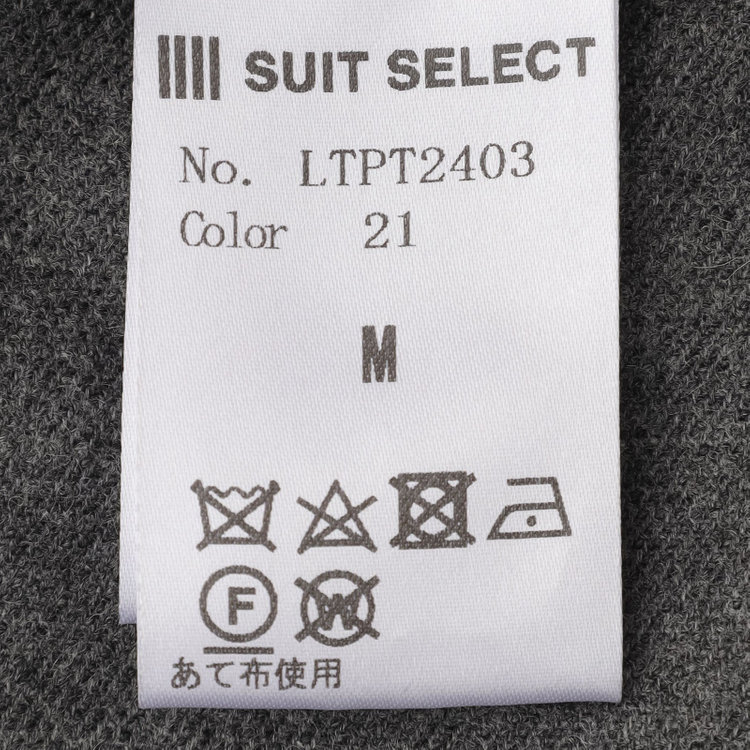 SUIT SELECT
No. LTPT2403
Color 21
M
F W
あて布使用